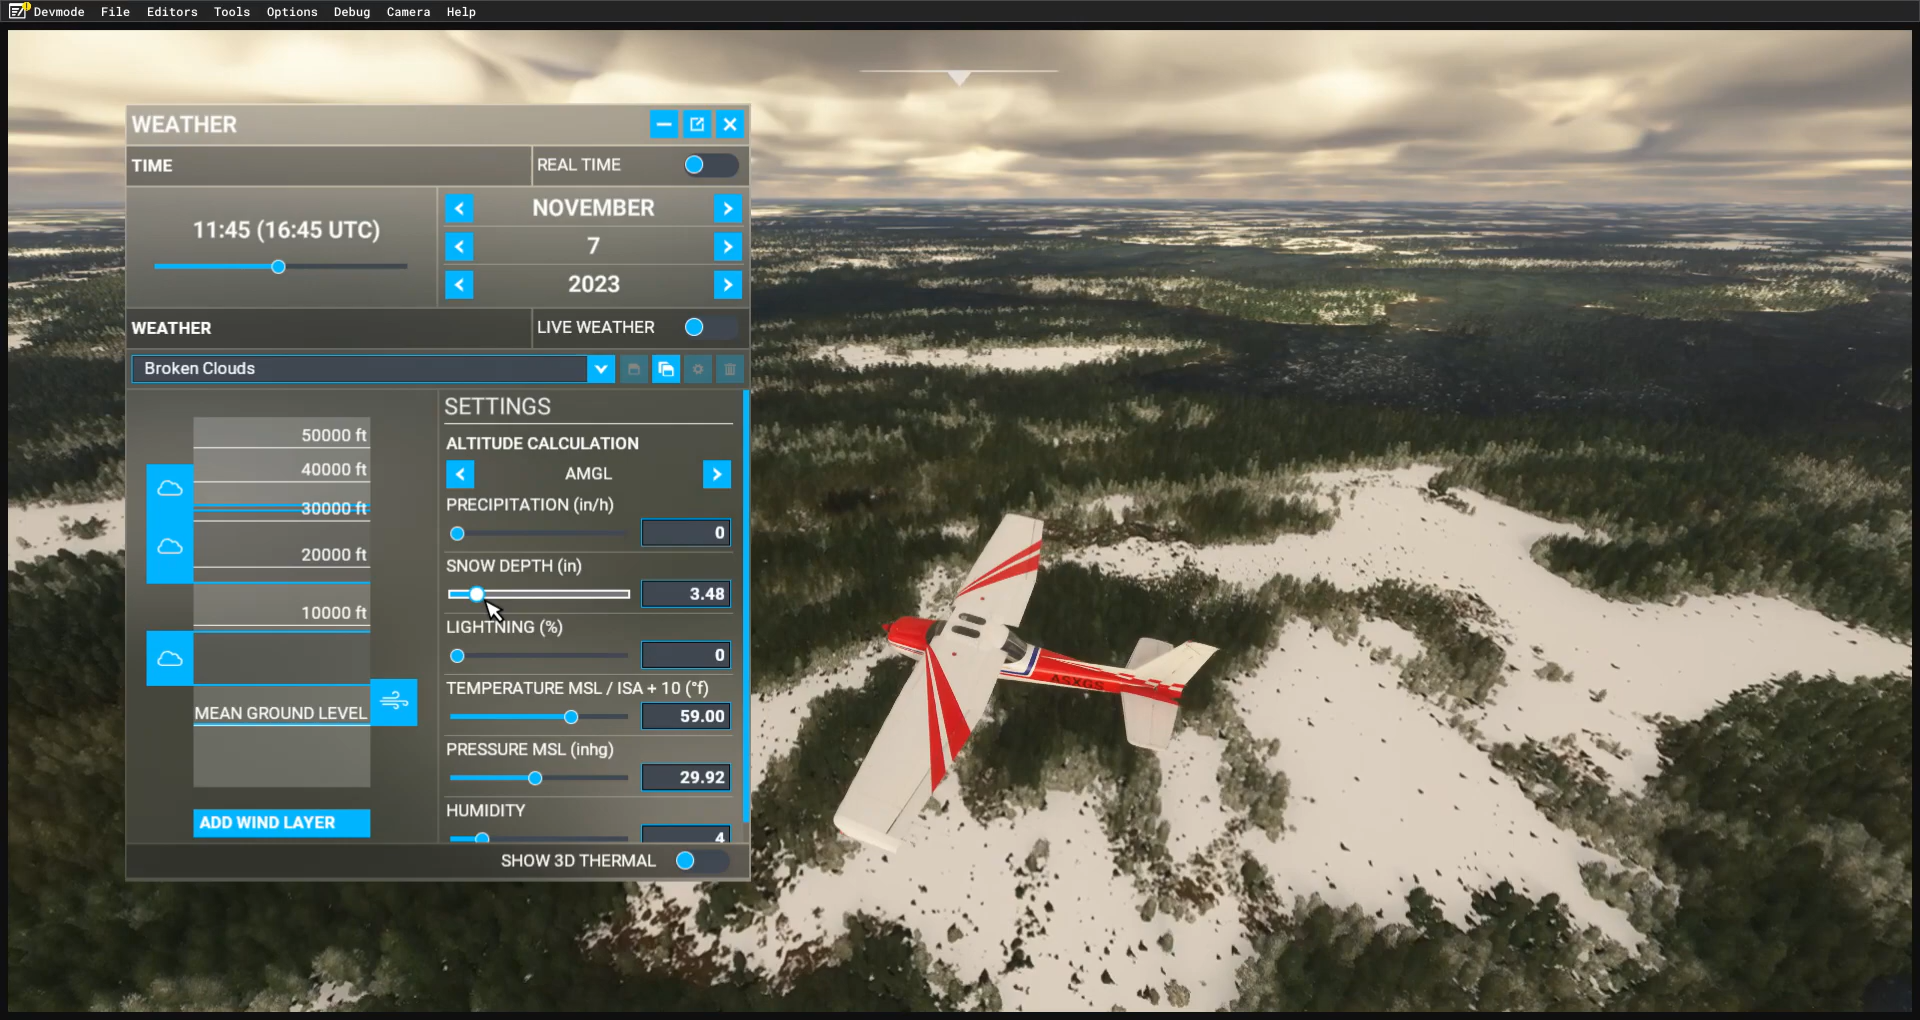 Devmode File Editors Tools Options Debug Camera Help
WEATHER
TIME
REAL TIME
11:45 (16:45 UTC)
NOVEMBER
7
2023
WEATHER
LIVE WEATHER
Broken Clouds
50000 ft
40000 ft
30000 ft
20000 ft
10000 ft
MEAN GROUND LEVEL
ADD WIND LAYER
SETTINGS
ALTITUDE CALCULATION
AMGL
PRECIPITATION (in/h)
0
SNOW DEPTH (in)
3.48
LIGHTNING (%)
0
TEMPERATURE MSL / ISA + 10 (°f)
59.00
PRESSURE MSL (inhg)
29.92
HUMIDITY
4
SHOW 3D THERMAL
ASXGS